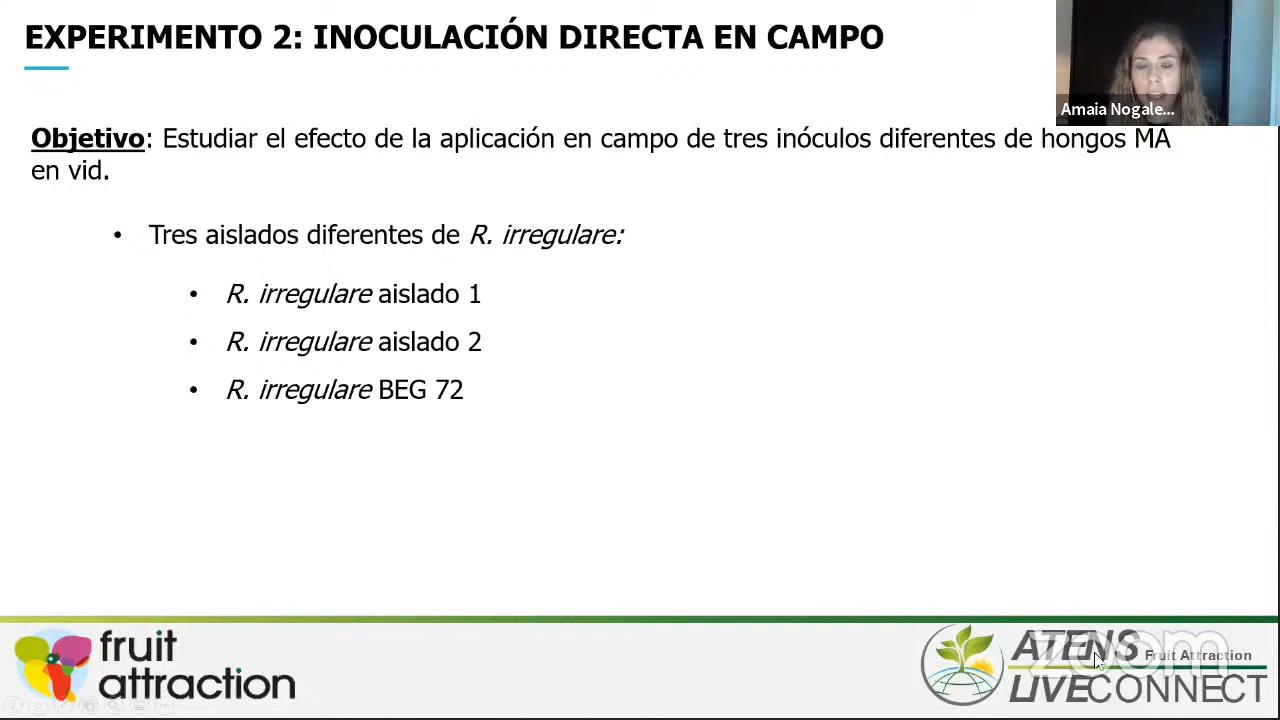 EXPERIMENTO 2: INOCULACIÓN DIRECTA EN CAMPO
Amaia Nogale...
Objetivo: Estudiar el efecto de la aplicación en campo de tres inóculos diferentes de hongos MA
en vid.
• Tres aislados diferentes de R. irregulare:
• R. irregulare aislado 1
• R. irregulare aislado 2
• R. irregulare BEG 72
fruit
attraction
ATENS
zoom
Fruit Attraction
LIVECONNECT